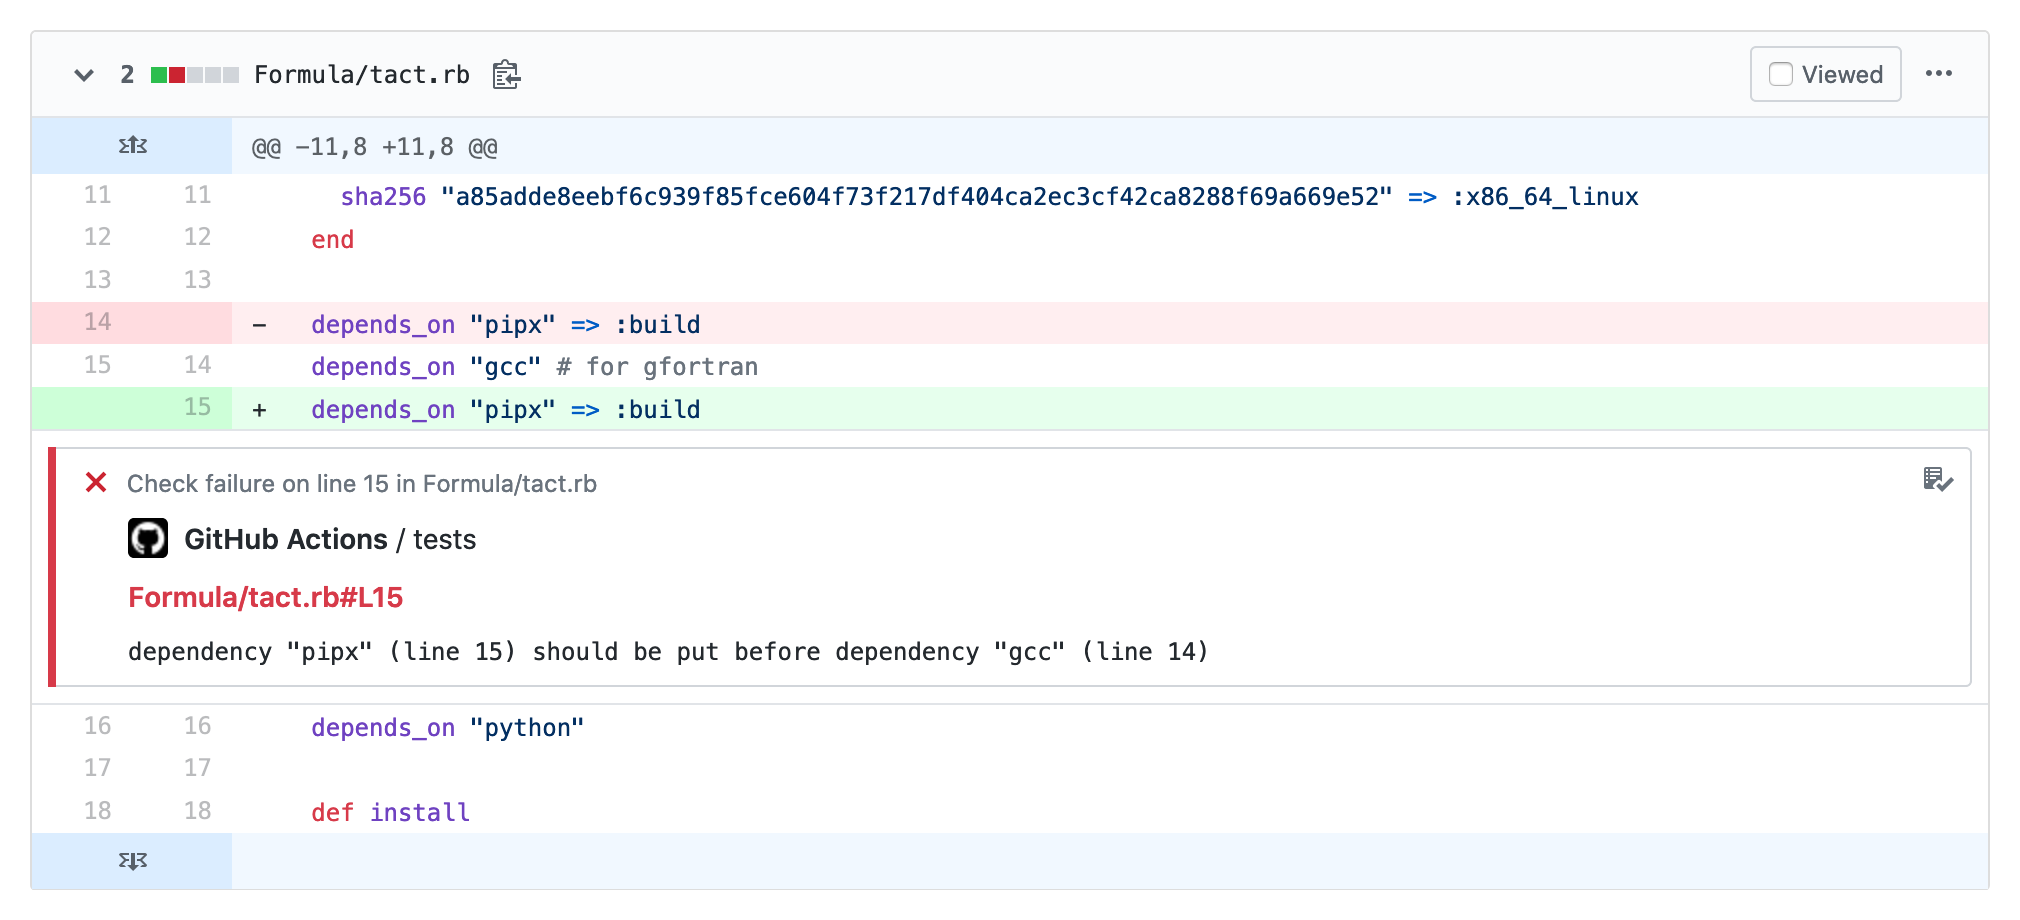 2 Formula/tact.rb Viewed
@@ -11,8 +11,8 @@
11 11 sha256 "a85adde8eebf6c939f85fce604f73f217df404ca2ec3cf42ca8288f69a669e52" => :x86_64_linux
12 12 end
13 13
14 - depends_on "pipx" => :build
15 14 depends_on "gcc" # for gfortran
15 + depends_on "pipx" => :build
Check failure on line 15 in Formula/tact.rb
GitHub Actions / tests
Formula/tact.rb#L15
dependency "pipx" (line 15) should be put before dependency "gcc" (line 14)
16 16 depends_on "python"
17 17
18 18 def install